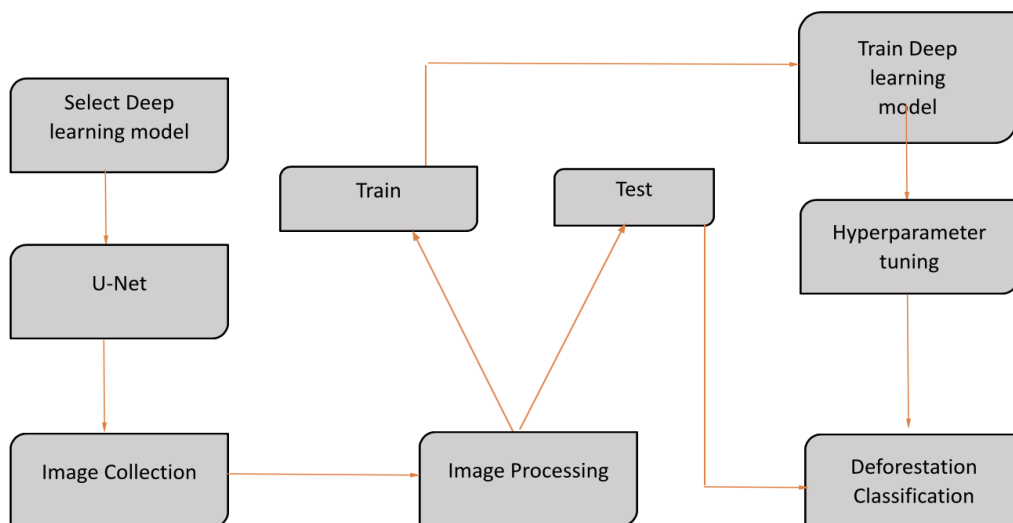 Select Deep
learning model
U-Net
Image Collection
Image Processing
Train
Test
Train Deep
learning
model
Hyperparameter
tuning
Deforestation
Classification